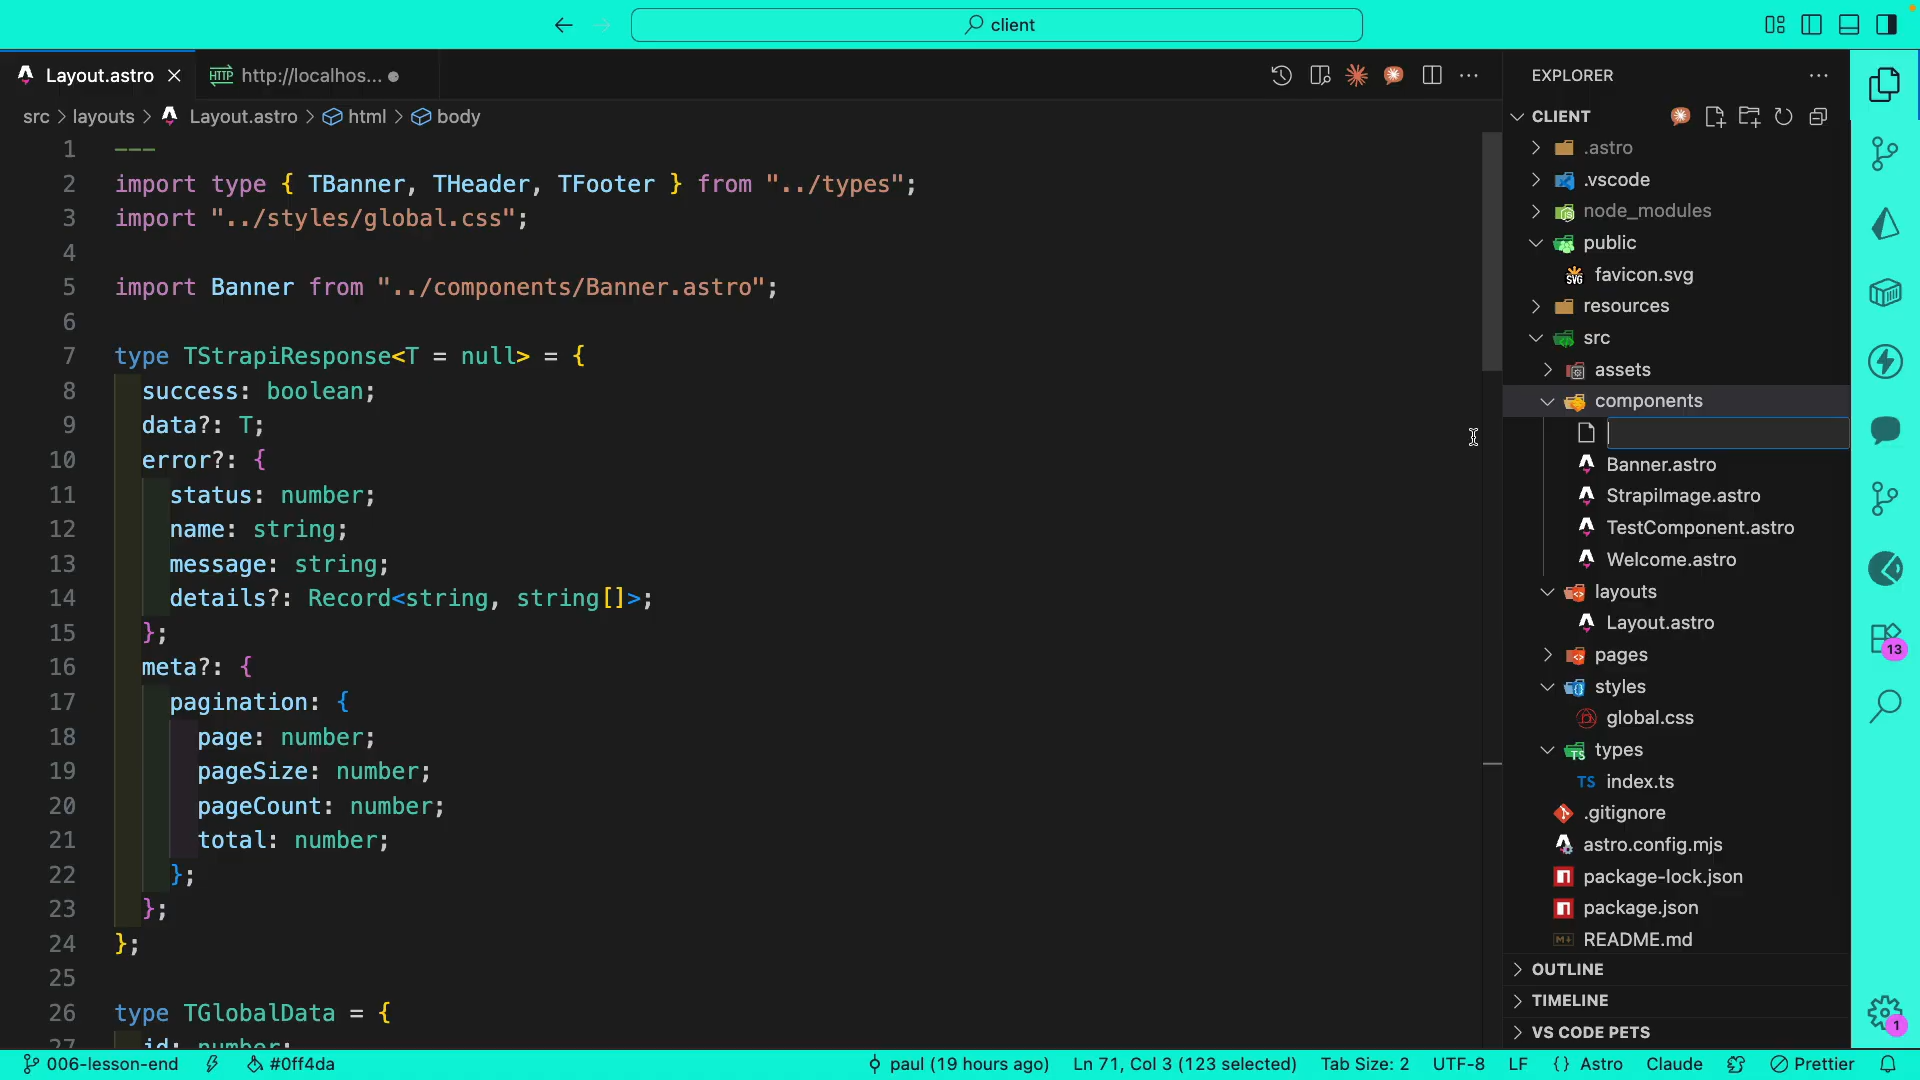 client
Layout.astro
HTTP http://localhos...
EXPLORER
src > layouts > Layout.astro > html > body
CLIENT
1 ---
2 import type { TBanner, THeader, TFooter } from "../types";
3 import "../styles/global.css";
4
5 import Banner from "../components/Banner.astro";
6
7 type TStrapiResponse<T = null> = {
8 success: boolean;
9 data?: T;
10 error?: {
11 status: number;
12 name: string;
13 message: string;
14 details?: Record<string, string[]>;
15 };
16 meta?: {
17 pagination: {
18 page: number;
19 pageSize: number;
20 pageCount: number;
21 total: number;
22 };
23 };
24 };
25
26 type TGlobalData = {
27 id: number;
.astro
.vscode
node_modules
public
SVG favicon.svg
resources
src
assets
components
Banner.astro
StrapiImage.astro
TestComponent.astro
Welcome.astro
layouts
Layout.astro
pages
styles
global.css
types
TS index.ts
.gitignore
astro.config.mjs
package-lock.json
package.json
README.md
OUTLINE
TIMELINE
VS CODE PETS
13
1
006-lesson-end
#0ff4da
paul (19 hours ago)
Ln 71, Col 3 (123 selected)
Tab Size: 2
UTF-8
LF
{} Astro
Claude
Prettier